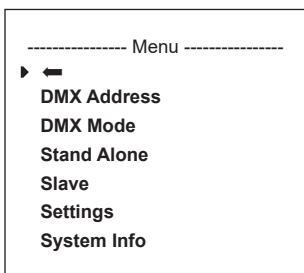 ---------------- Menu ----------------
DMX Address
DMX Mode
Stand Alone
Slave
Settings
System Info